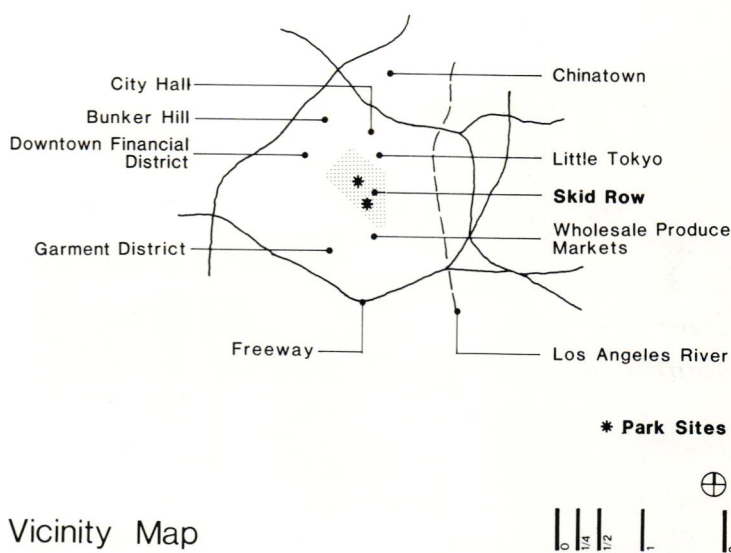 City Hall
Bunker Hill
Downtown Financial
District
Garment District
Freeway
Chinatown
Little Tokyo
Skid Row
Wholesale Produce
Markets
Los Angeles River
* Park Sites
Vicinity Map
0 1/4 1/2 1